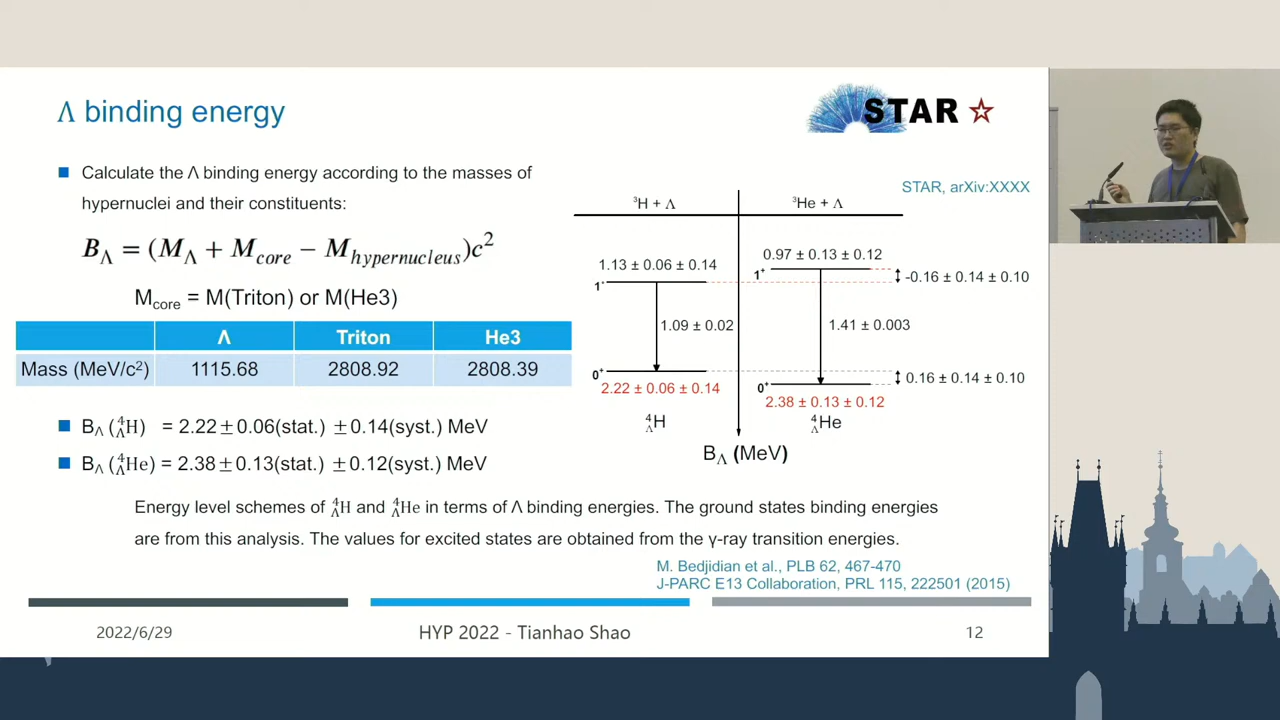 Λ binding energy
STAR
Calculate the Λ binding energy according to the masses of
hypernuclei and their constituents:
B_Λ = (M_Λ + M_core − M_hypernucleus)c²
M_core = M(Triton) or M(He3)
Λ Triton He3
Mass (MeV/c²) 1115.68 2808.92 2808.39
B_Λ (⁴_ΛH) = 2.22±0.06(stat.) ±0.14(syst.) MeV
B_Λ (⁴_ΛHe) = 2.38±0.13(stat.) ±0.12(syst.) MeV
STAR, arXiv:XXXX
³H + Λ
³He + Λ
1.13 ± 0.06 ± 0.14
0.97 ± 0.13 ± 0.12
1⁺
1⁺
-0.16 ± 0.14 ± 0.10
1.09 ± 0.02
1.41 ± 0.003
0⁺
0⁺
0.16 ± 0.14 ± 0.10
2.22 ± 0.06 ± 0.14
2.38 ± 0.13 ± 0.12
⁴_ΛH
⁴_ΛHe
B_Λ (MeV)
Energy level schemes of ⁴_ΛH and ⁴_ΛHe in terms of Λ binding energies. The ground states binding energies
are from this analysis. The values for excited states are obtained from the γ-ray transition energies.
M. Bedjidian et al., PLB 62, 467-470
J-PARC E13 Collaboration, PRL 115, 222501 (2015)
2022/6/29
HYP 2022 - Tianhao Shao
12